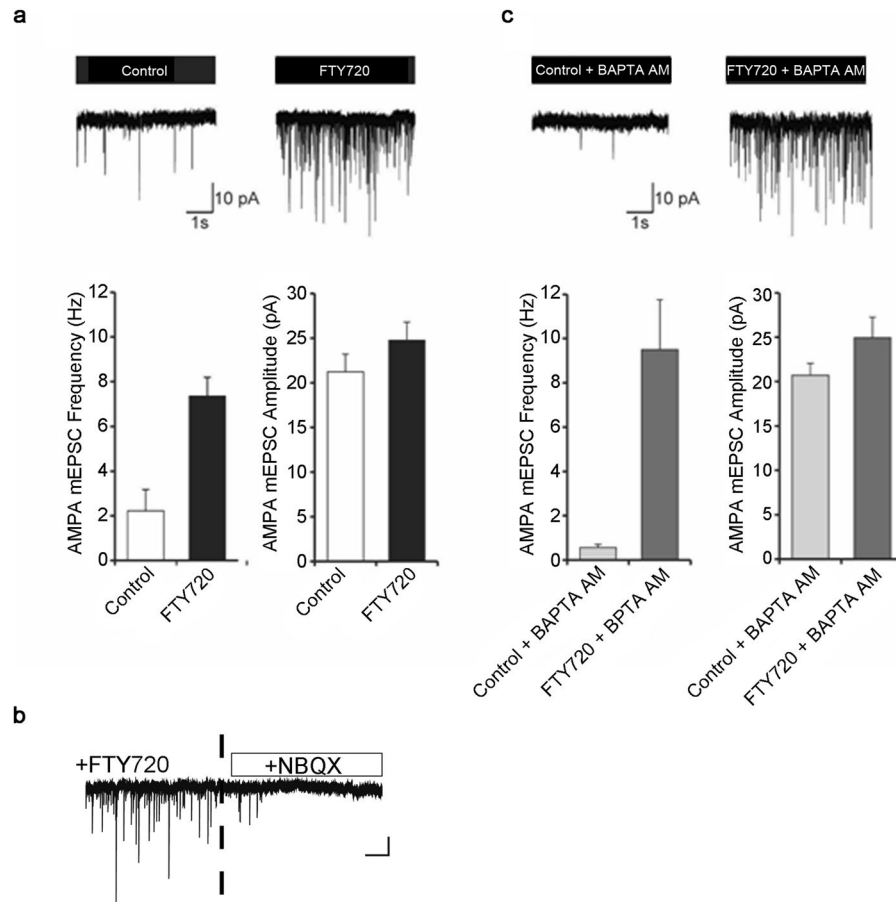 a
Control
FTY720
10 pA
1s
AMPA mEPSC Frequency (Hz)
12
10
8
6
4
2
0
Control
FTY720
AMPA mEPSC Amplitude (pA)
30
25
20
15
10
5
0
Control
FTY720
c
Control + BAPTA AM
FTY720 + BAPTA AM
10 pA
1s
AMPA mEPSC Frequency (Hz)
12
10
8
6
4
2
0
Control + BAPTA AM
FTY720 + BPTA AM
AMPA mEPSC Amplitude (pA)
30
25
20
15
10
5
0
Control + BAPTA AM
FTY720 + BAPTA AM
b
+FTY720
+NBQX